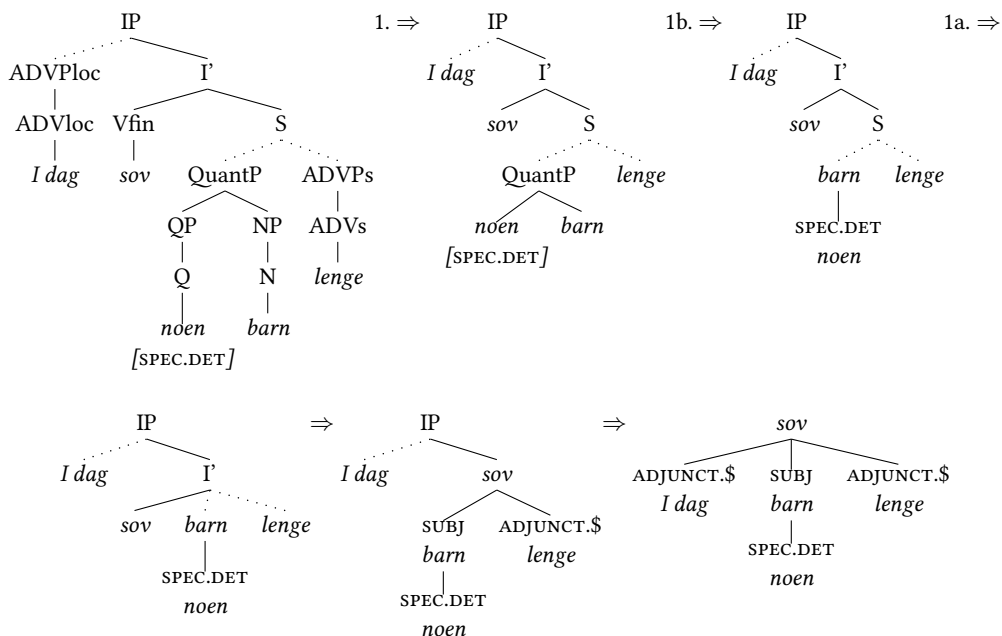 IP 1. ⇒ IP 1b. ⇒ IP 1a. ⇒
ADVPloc I’ I dag I’ I dag I’
ADVloc Vfin S sov S sov S
I dag sov QuantP ADVPs QuantP lenge barn lenge
QP NP ADVs noen barn SPEC.DET
Q N lenge [SPEC.DET] noen
noen barn
[SPEC.DET]
IP ⇒ IP ⇒ sov
I dag I’ I dag sov ADJUNCT.$ SUBJ ADJUNCT.$
sov barn lenge SUBJ ADJUNCT.$ I dag barn lenge
SPEC.DET barn lenge SPEC.DET
noen SPEC.DET noen
noen